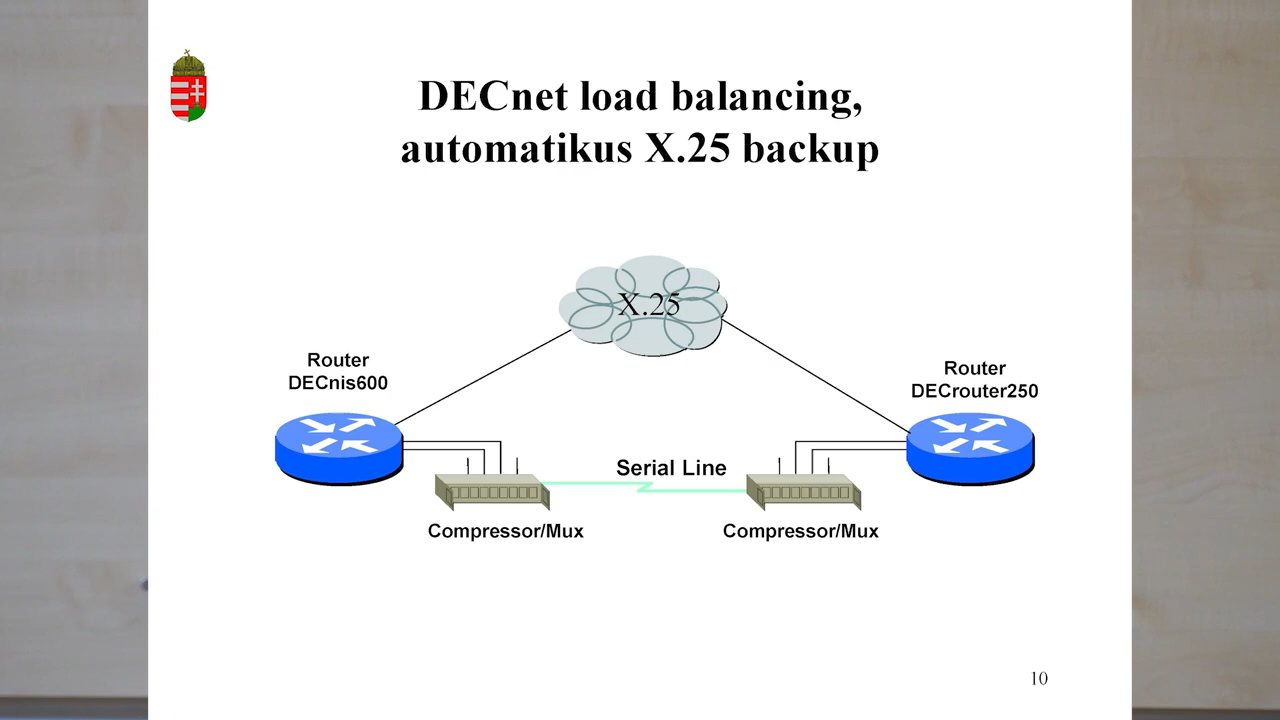 DECnet load balancing,
automatikus X.25 backup
X.25
Router
DECnis600
Router
DECrouter250
Serial Line
Compressor/Mux
Compressor/Mux
10